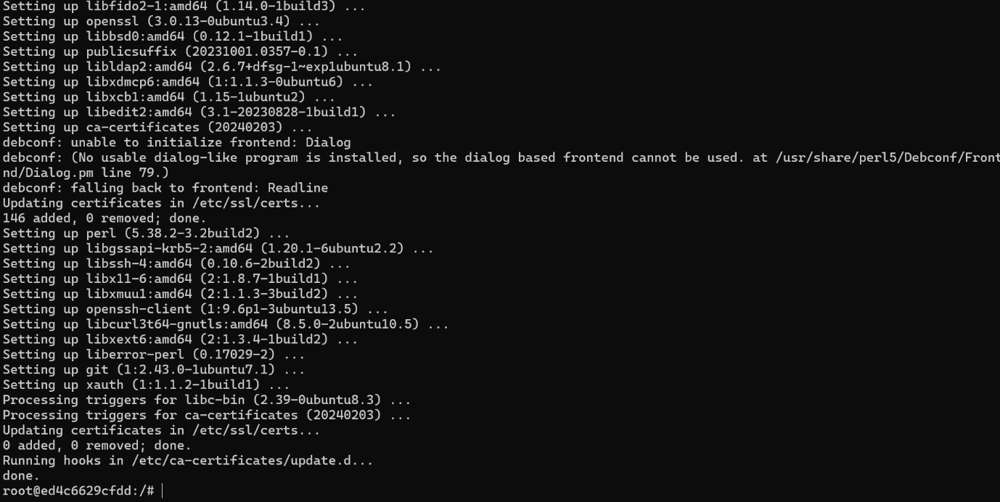 Setting up libfido2-1:amd64 (1.14.0-1build3) ...
Setting up openssl (3.0.13-0ubuntu3.4) ...
Setting up libbsd0:amd64 (0.12.1-1build1) ...
Setting up publicsuffix (20231001.0357-0.1) ...
Setting up libldap2:amd64 (2.6.7+dfsg-1~exp1ubuntu8.1) ...
Setting up libxdmcp6:amd64 (1:1.1.3-0ubuntu6) ...
Setting up libxcb1:amd64 (1.15-1ubuntu2) ...
Setting up libedit2:amd64 (3.1-20230828-1build1) ...
Setting up ca-certificates (20240203) ...
debconf: unable to initialize frontend: Dialog
debconf: (No usable dialog-like program is installed, so the dialog based frontend cannot be used. at /usr/share/perl5/Debconf/Front
nd/Dialog.pm line 79.)
debconf: falling back to frontend: Readline
Updating certificates in /etc/ssl/certs...
146 added, 0 removed; done.
Setting up perl (5.38.2-3.2build2) ...
Setting up libgssapi-krb5-2:amd64 (1.20.1-6ubuntu2.2) ...
Setting up libssh-4:amd64 (0.10.6-2build2) ...
Setting up libx11-6:amd64 (2:1.8.7-1build1) ...
Setting up libxmuu1:amd64 (2:1.1.3-3build2) ...
Setting up openssh-client (1:9.6p1-3ubuntu13.5) ...
Setting up libcurl3t64-gnutls:amd64 (8.5.0-2ubuntu10.5) ...
Setting up libxext6:amd64 (2:1.3.4-1build2) ...
Setting up liberror-perl (0.17029-2) ...
Setting up git (1:2.43.0-1ubuntu7.1) ...
Setting up xauth (1:1.1.2-1build1) ...
Processing triggers for libc-bin (2.39-0ubuntu8.3) ...
Processing triggers for ca-certificates (20240203) ...
Updating certificates in /etc/ssl/certs...
0 added, 0 removed; done.
Running hooks in /etc/ca-certificates/update.d...
done.
root@ed4c6629cfdd:/#